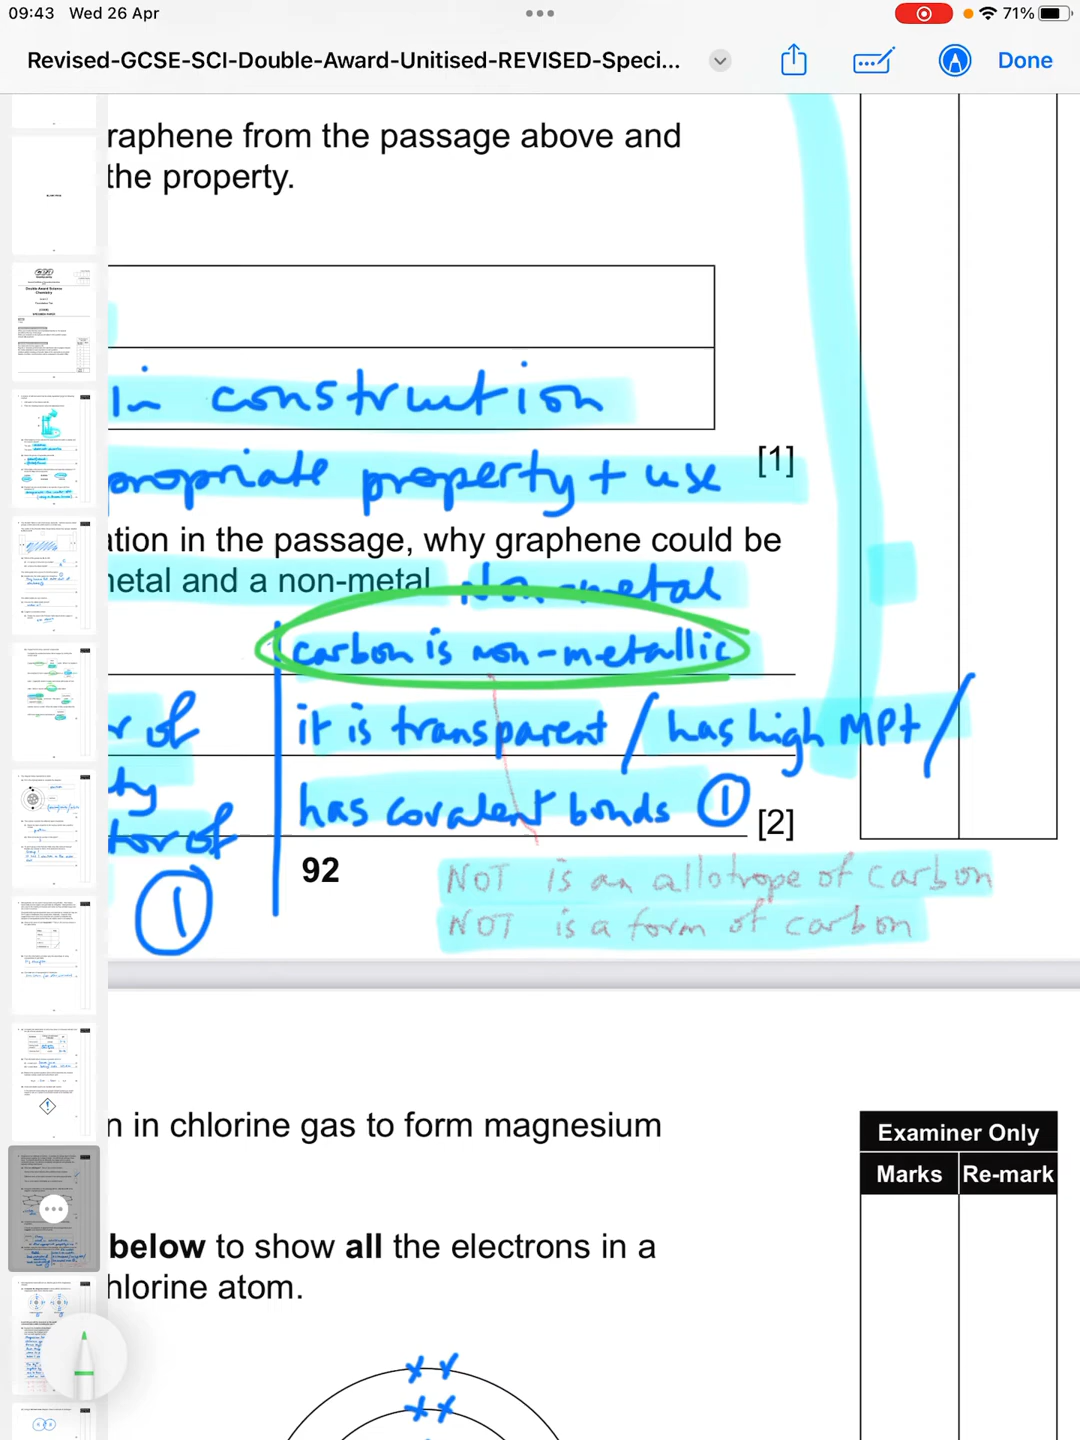 09:43 Wed 26 Apr
71%
Revised-GCSE-SCI-Double-Award-Unitised-REVISED-Speci...
Done
raphene from the passage above and
the property.
in construction
propriate property + use [1]
ation in the passage, why graphene could be
etal and a non-metal Non-metal
carbon is non-metallic
r of it is transparent / has high MPt /
ty has covalent bonds ① [2]
tor of
92
①
NOT is an allotrope of carbon
NOT is a form of carbon
n in chlorine gas to form magnesium
Examiner Only
Marks Re-mark
below to show all the electrons in a
hlorine atom.